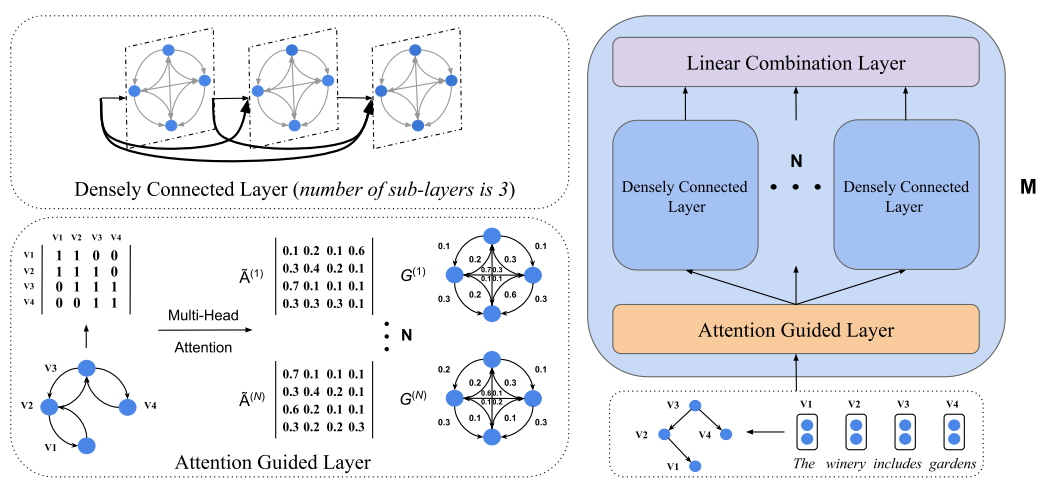 Densely Connected Layer (number of sub-layers is 3)
V1 V2 V3 V4
V1 1 1 0 0
V2 1 1 1 0
V3 0 1 1 1
V4 0 0 1 1
V3
V2
V4
V1
Multi-Head
Attention
Ã(1)
0.1 0.2 0.1 0.6
0.3 0.4 0.2 0.1
0.7 0.1 0.1 0.1
0.3 0.3 0.3 0.1
G(1)
0.1 0.1
0.2 0.3
0.7 0.3
0.1 0.1
0.2 0.6
0.3 0.3
N
Ã(N)
0.7 0.1 0.1 0.1
0.3 0.4 0.2 0.1
0.6 0.2 0.1 0.1
0.3 0.2 0.2 0.3
G(N)
0.2 0.1
0.2 0.3
0.6 0.1
0.1 0.2
0.1 0.1
0.3 0.3
Attention Guided Layer
Linear Combination Layer
Densely Connected
Layer
N
Densely Connected
Layer
M
Attention Guided Layer
V3
V2
V4
V1
V1 V2 V3 V4
The winery includes gardens